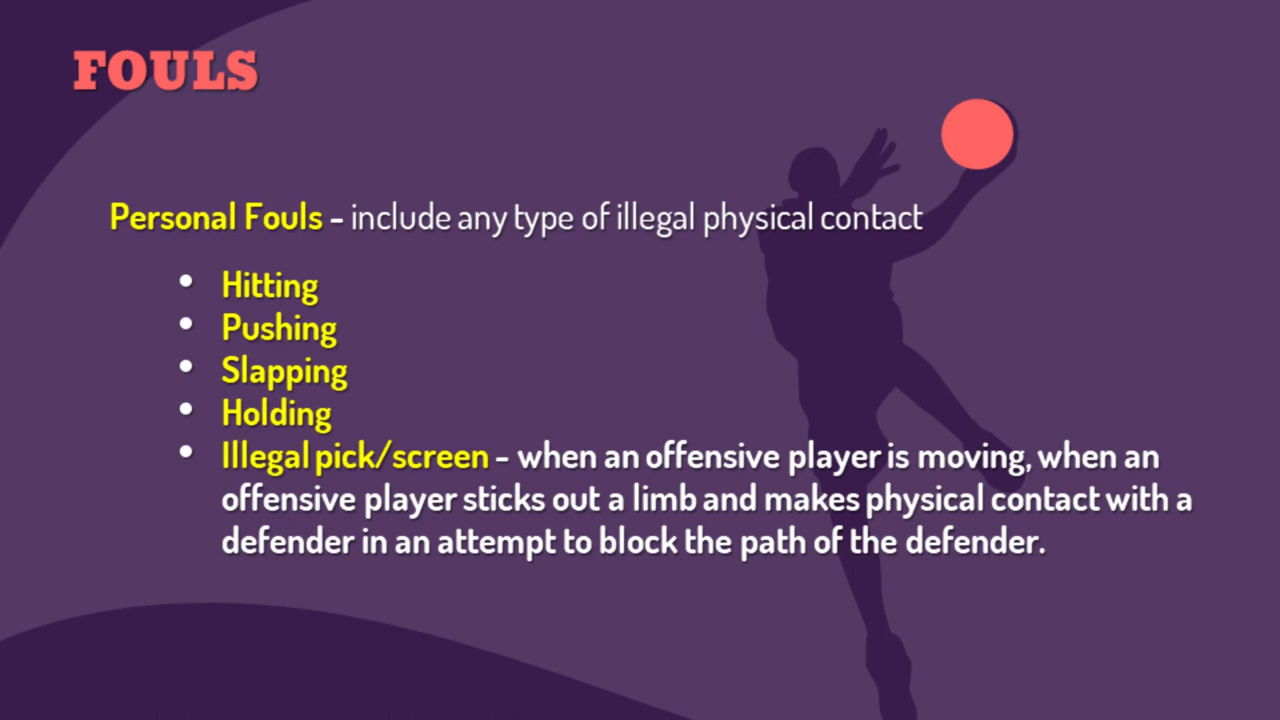 FOULS
Personal Fouls – include any type of illegal physical contact
• Hitting
• Pushing
• Slapping
• Holding
• Illegal pick/screen – when an offensive player is moving, when an
offensive player sticks out a limb and makes physical contact with a
defender in an attempt to block the path of the defender.